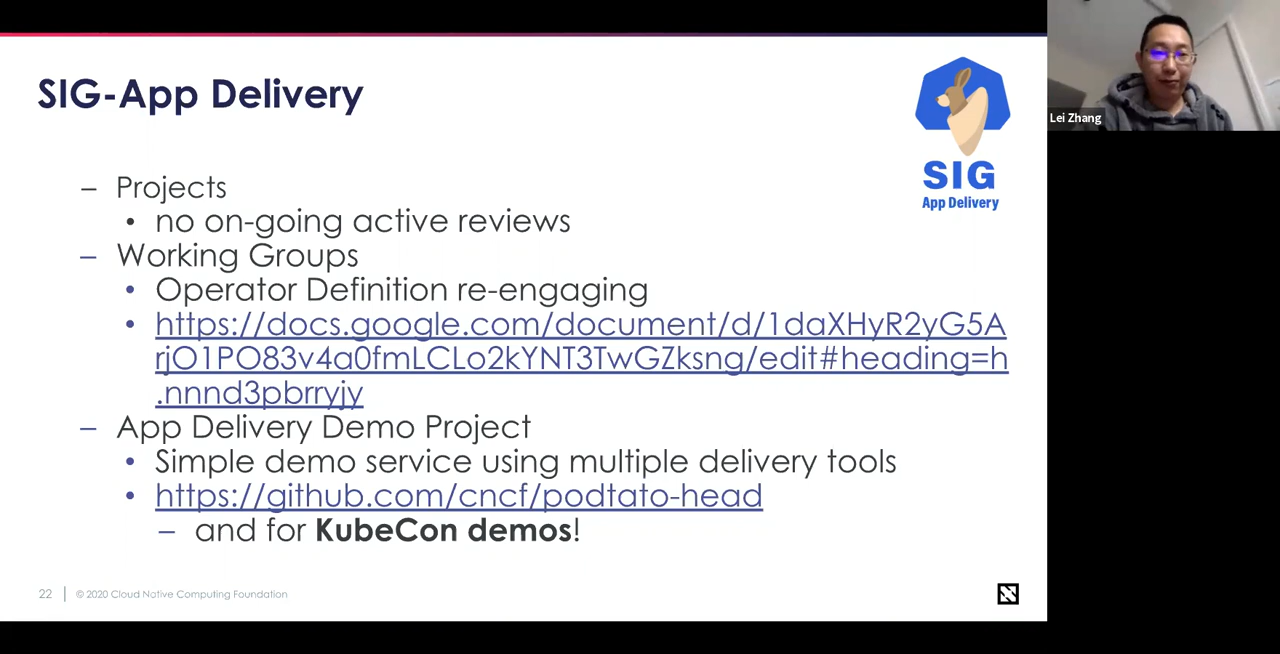 SIG-App Delivery
SIG
App Delivery
Lei Zhang
– Projects
• no on-going active reviews
– Working Groups
• Operator Definition re-engaging
• https://docs.google.com/document/d/1daXHyR2yG5A
rjO1PO83v4a0fmLCLo2kYNT3TwGZksng/edit#heading=h
.nnnd3pbrryjy
– App Delivery Demo Project
• Simple demo service using multiple delivery tools
• https://github.com/cncf/podtato-head
– and for KubeCon demos!
22 | © 2020 Cloud Native Computing Foundation